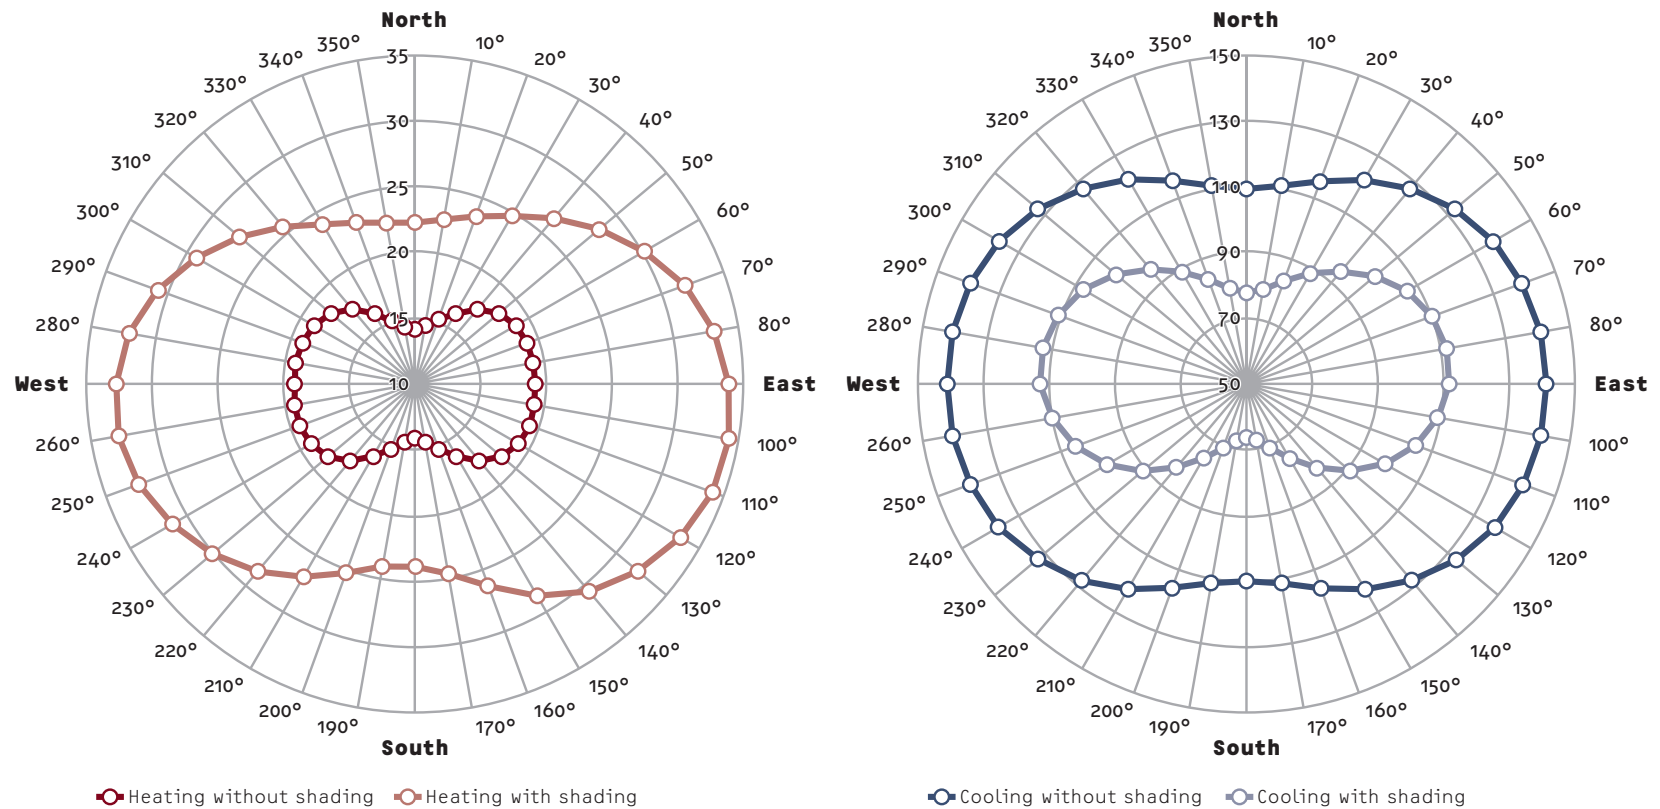 North
350° 35 10°
340° 20°
330° 30°
320° 30 40°
310° 50°
300° 25 60°
290° 20 70°
280° 15 80°
West 10 East
260° 100°
250° 110°
240° 120°
230° 130°
220° 140°
210° 150°
200° 160°
190° 170°
South
Heating without shading Heating with shading
North
350° 150 10°
340° 20°
330° 30°
320° 130 40°
310° 50°
300° 110 60°
290° 90 70°
280° 70 80°
West 50 East
260° 100°
250° 110°
240° 120°
230° 130°
220° 140°
210° 150°
200° 160°
190° 170°
South
Cooling without shading Cooling with shading